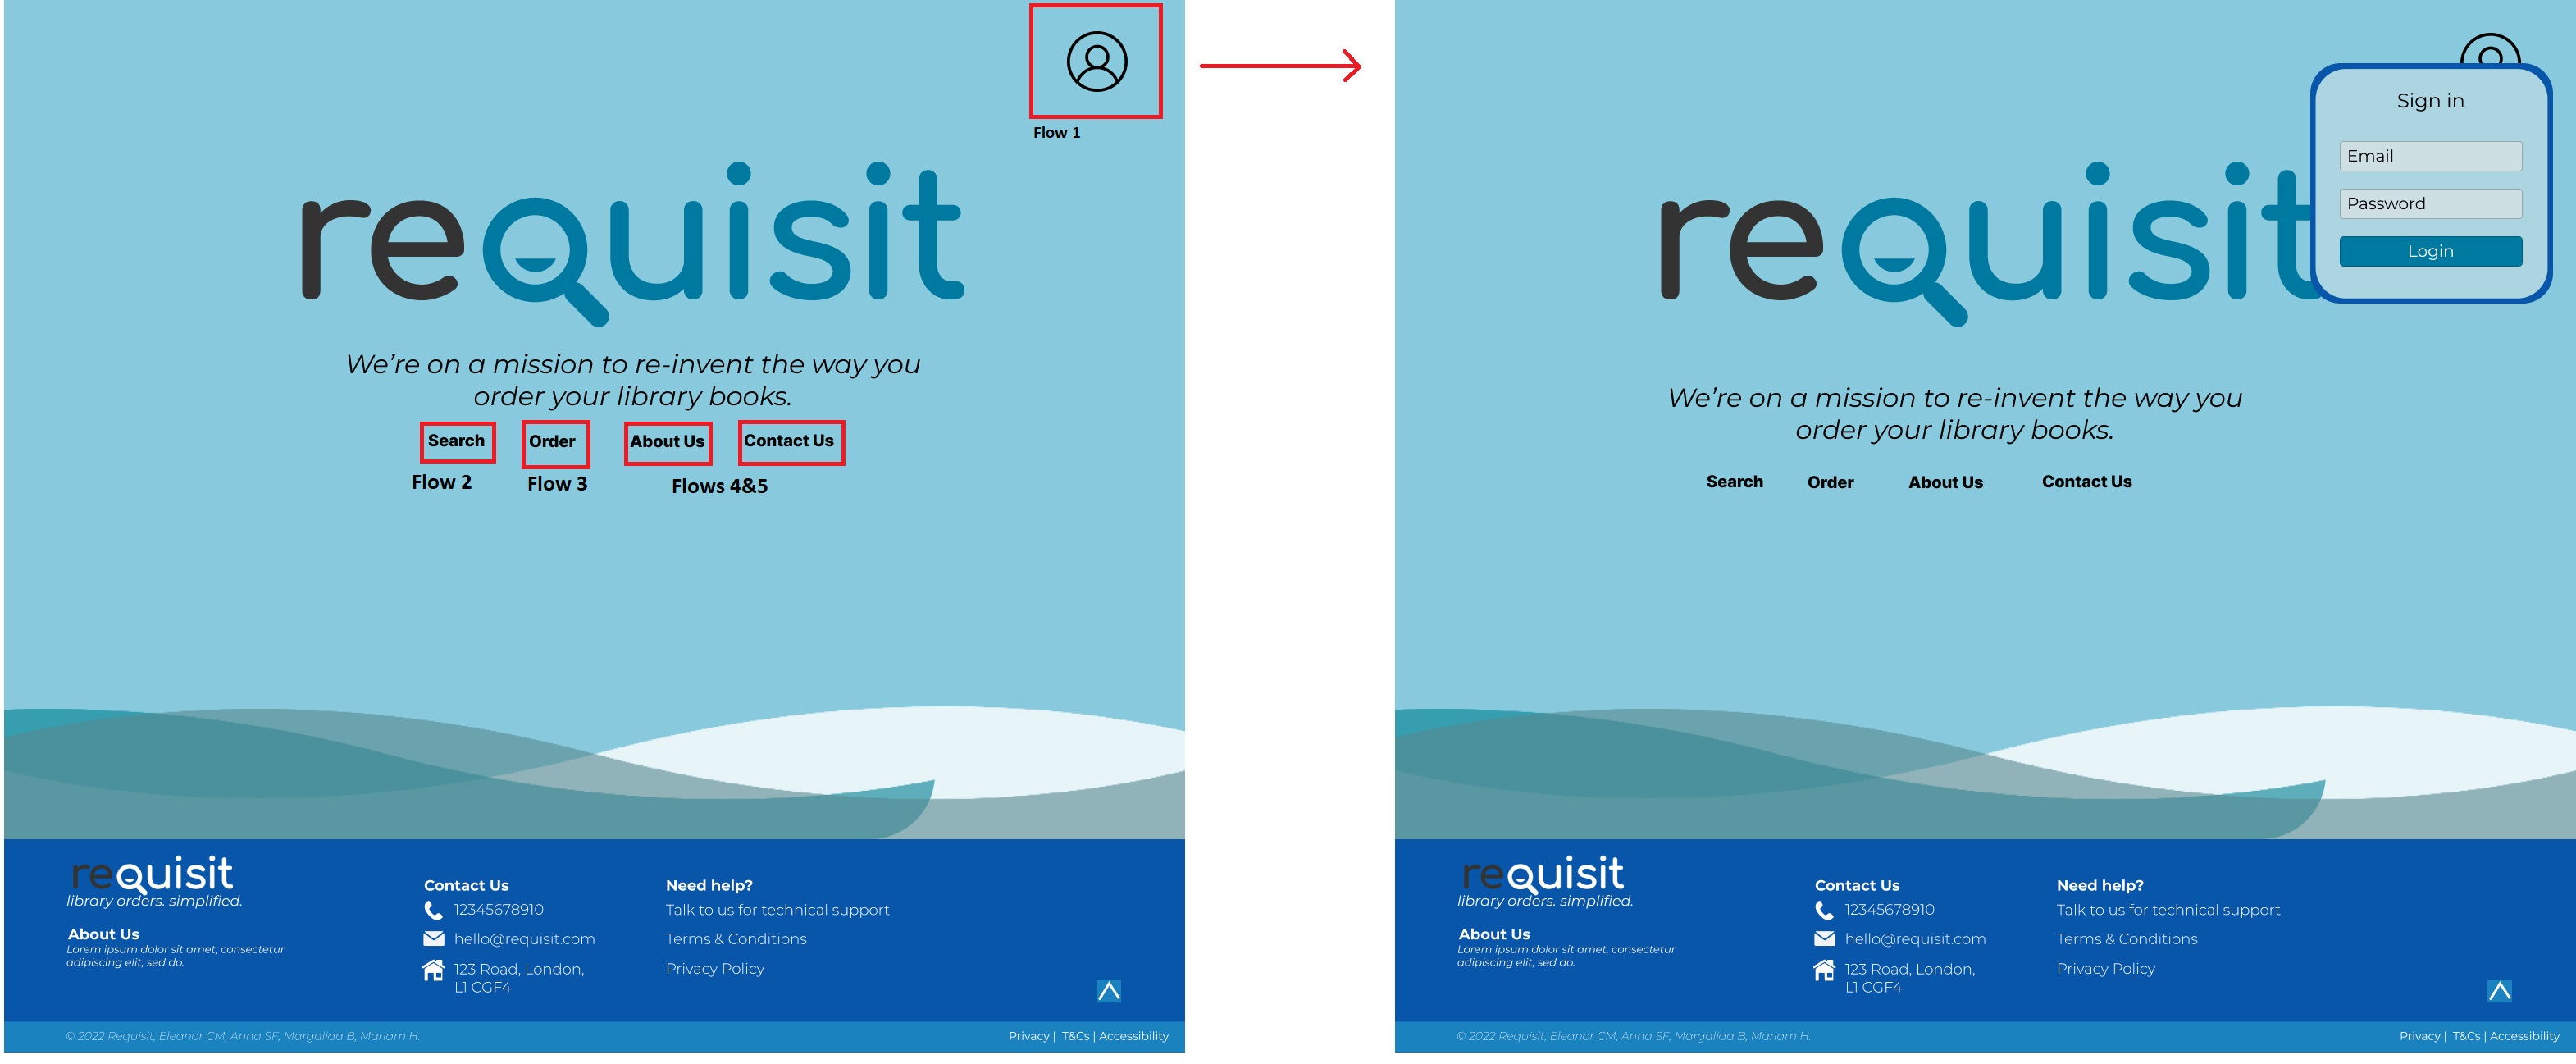 Flow 1
requisit
We're on a mission to re-invent the way you
order your library books.
Search Order About Us Contact Us
Flow 2 Flow 3 Flows 4&5
requisit
library orders. simplified.
About Us
Lorem ipsum dolor sit amet, consectetur
adipiscing elit, sed do.
Contact Us
12345678910
hello@requisit.com
123 Road, London,
L1 CGF4
Need help?
Talk to us for technical support
Terms & Conditions
Privacy Policy
© 2022 Requisit, Eleanor CM, Anna SF, Margalida B, Mariam H.
Privacy | T&Cs | Accessibility
Sign in
Email
Password
Login
requisit
We're on a mission to re-invent the way you
order your library books.
Search Order About Us Contact Us
requisit
library orders. simplified.
About Us
Lorem ipsum dolor sit amet, consectetur
adipiscing elit, sed do.
Contact Us
12345678910
hello@requisit.com
123 Road, London,
L1 CGF4
Need help?
Talk to us for technical support
Terms & Conditions
Privacy Policy
© 2022 Requisit, Eleanor CM, Anna SF, Margalida B, Mariam H.
Privacy | T&Cs | Accessibility